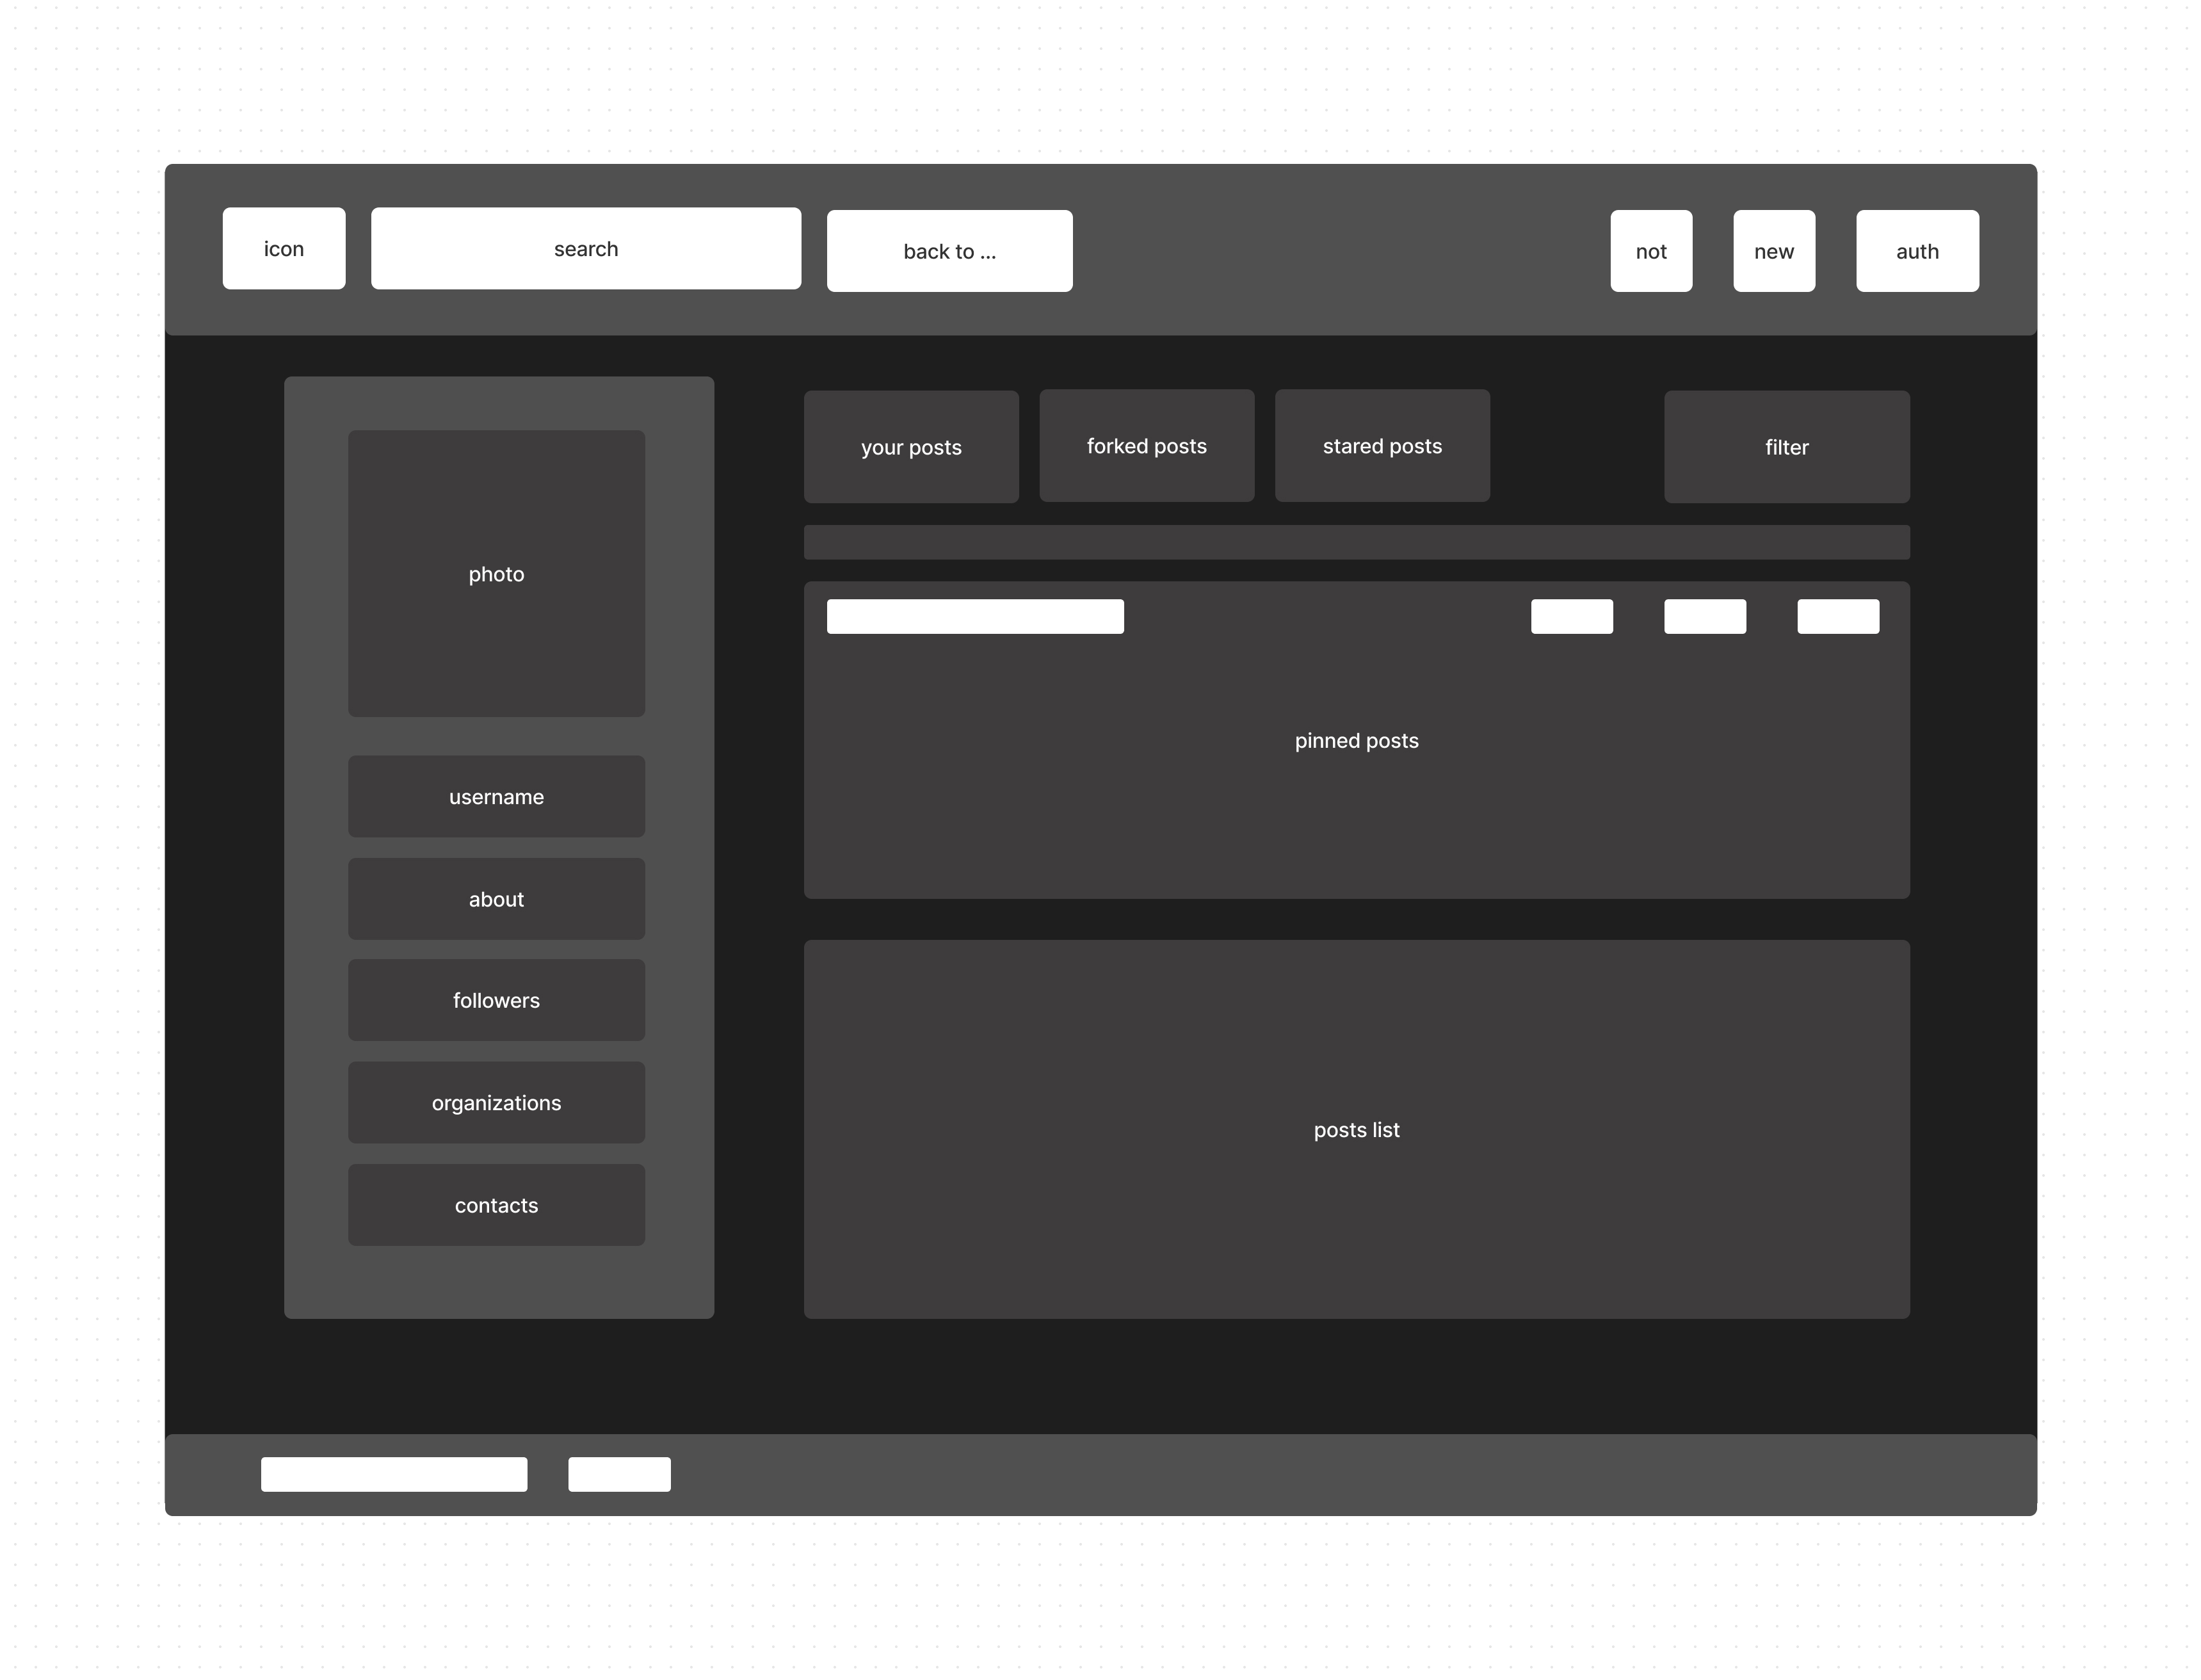 icon
search
back to ...
not
new
auth
your posts
forked posts
stared posts
filter
photo
username
about
followers
organizations
contacts
pinned posts
posts list